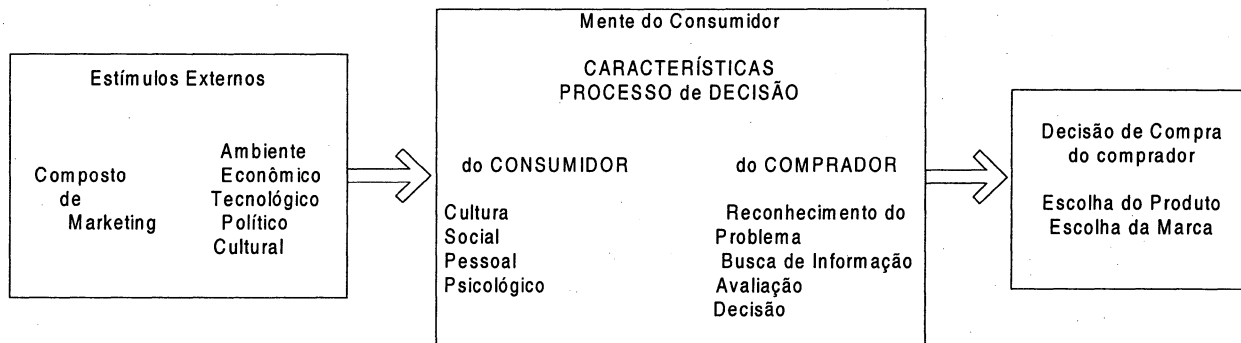 Estímulos Externos
Composto
de
Marketing
Ambiente
Econômico
Tecnológico
Político
Cultural
Mente do Consumidor
CARACTERÍSTICAS
PROCESSO de DECISÃO
do CONSUMIDOR
Cultura
Social
Pessoal
Psicológico
do COMPRADOR
Reconhecimento do
Problema
Busca de Informação
Avaliação
Decisão
Decisão de Compra
do comprador
Escolha do Produto
Escolha da Marca